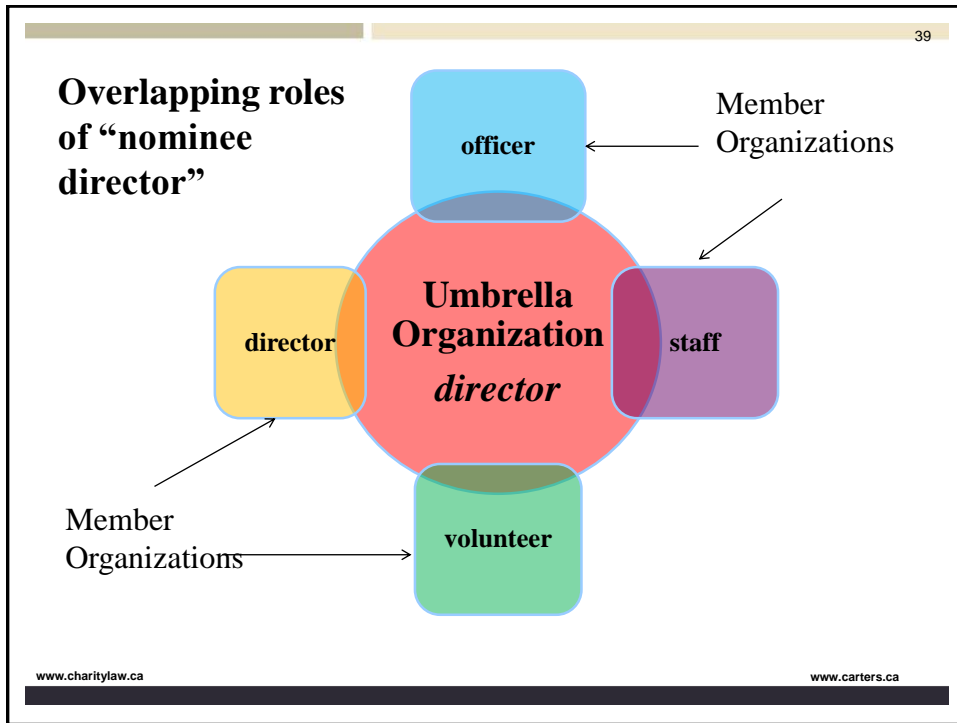 39
Overlapping roles
of “nominee
director”
officer
Member
Organizations
Umbrella
Organization
director
director
staff
Member
Organizations
volunteer
www.charitylaw.ca
www.carters.ca